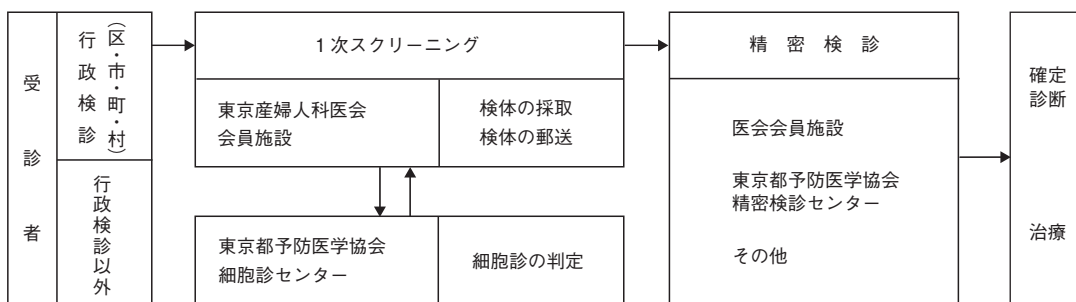 受診者
行政検診
（区・市・町・村）
行政検診以外
1次スクリーニング
東京産婦人科医会
会員施設
検体の採取
検体の郵送
東京都予防医学協会
細胞診センター
細胞診の判定
精密検診
医会会員施設
東京都予防医学協会
精密検診センター
その他
確定
診断
治療